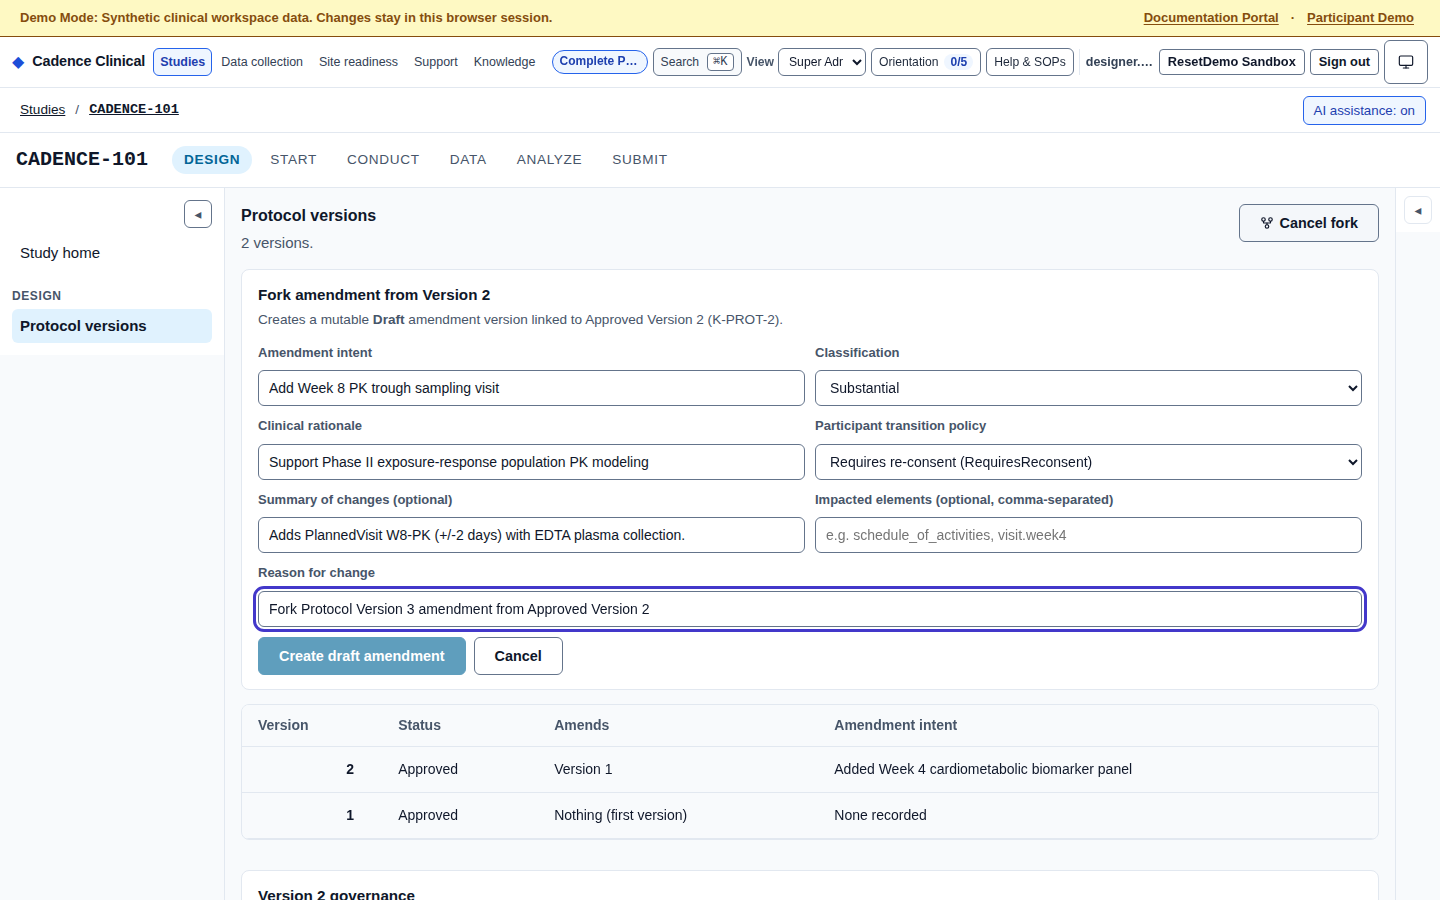 Demo Mode: Synthetic clinical workspace data. Changes stay in this browser session.
Documentation Portal · Participant Demo
Cadence Clinical Studies Data collection Site readiness Support Knowledge Complete P… Search ⌘K View Super Adr Orientation 0/5 Help & SOPs designer.… ResetDemo Sandbox Sign out
Studies / CADENCE-101
AI assistance: on
CADENCE-101 DESIGN START CONDUCT DATA ANALYZE SUBMIT
Study home
DESIGN
Protocol versions
Protocol versions
2 versions.
Cancel fork
Fork amendment from Version 2
Creates a mutable Draft amendment version linked to Approved Version 2 (K-PROT-2).
Amendment intent
Add Week 8 PK trough sampling visit
Classification
Substantial
Clinical rationale
Support Phase II exposure-response population PK modeling
Participant transition policy
Requires re-consent (RequiresReconsent)
Summary of changes (optional)
Adds PlannedVisit W8-PK (+/-2 days) with EDTA plasma collection.
Impacted elements (optional, comma-separated)
e.g. schedule_of_activities, visit.week4
Reason for change
Fork Protocol Version 3 amendment from Approved Version 2
Create draft amendment Cancel
Version Status Amends Amendment intent
2 Approved Version 1 Added Week 4 cardiometabolic biomarker panel
1 Approved Nothing (first version) None recorded
Version 2 governance